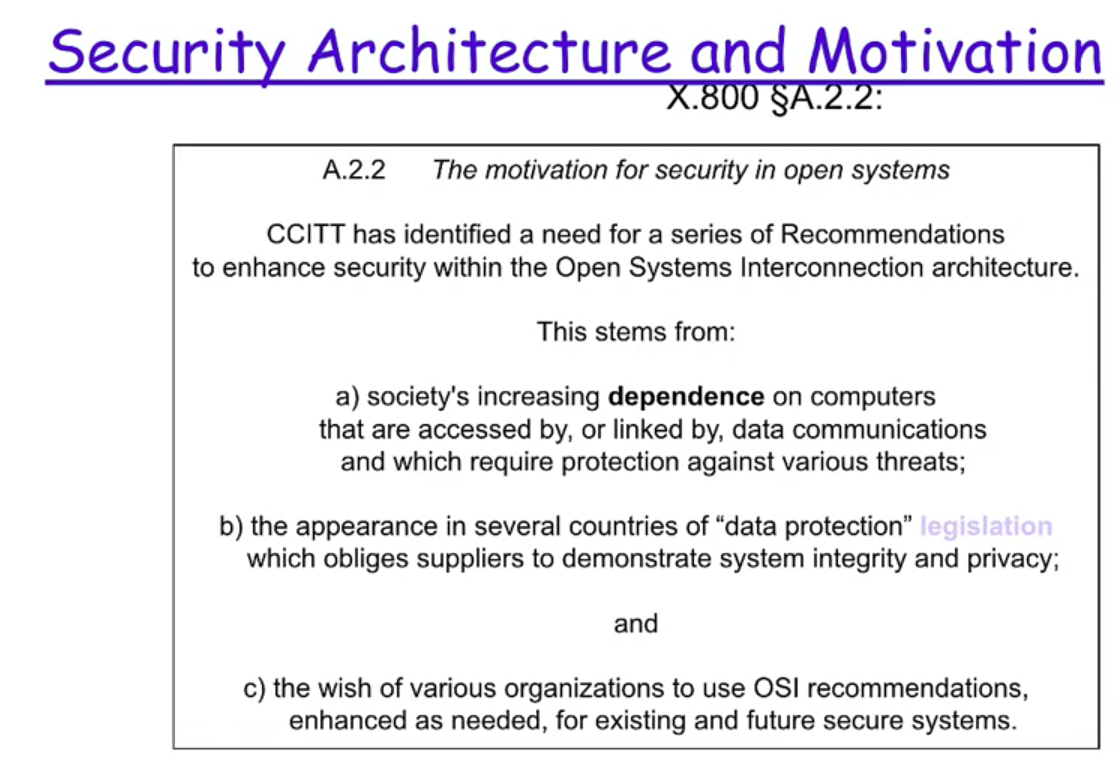 Security Architecture and Motivation
X.800 §A.2.2:
A.2.2 The motivation for security in open systems
CCITT has identified a need for a series of Recommendations
to enhance security within the Open Systems Interconnection architecture.
This stems from:
a) society's increasing dependence on computers
that are accessed by, or linked by, data communications
and which require protection against various threats;
b) the appearance in several countries of “data protection” legislation
which obliges suppliers to demonstrate system integrity and privacy;
and
c) the wish of various organizations to use OSI recommendations,
enhanced as needed, for existing and future secure systems.